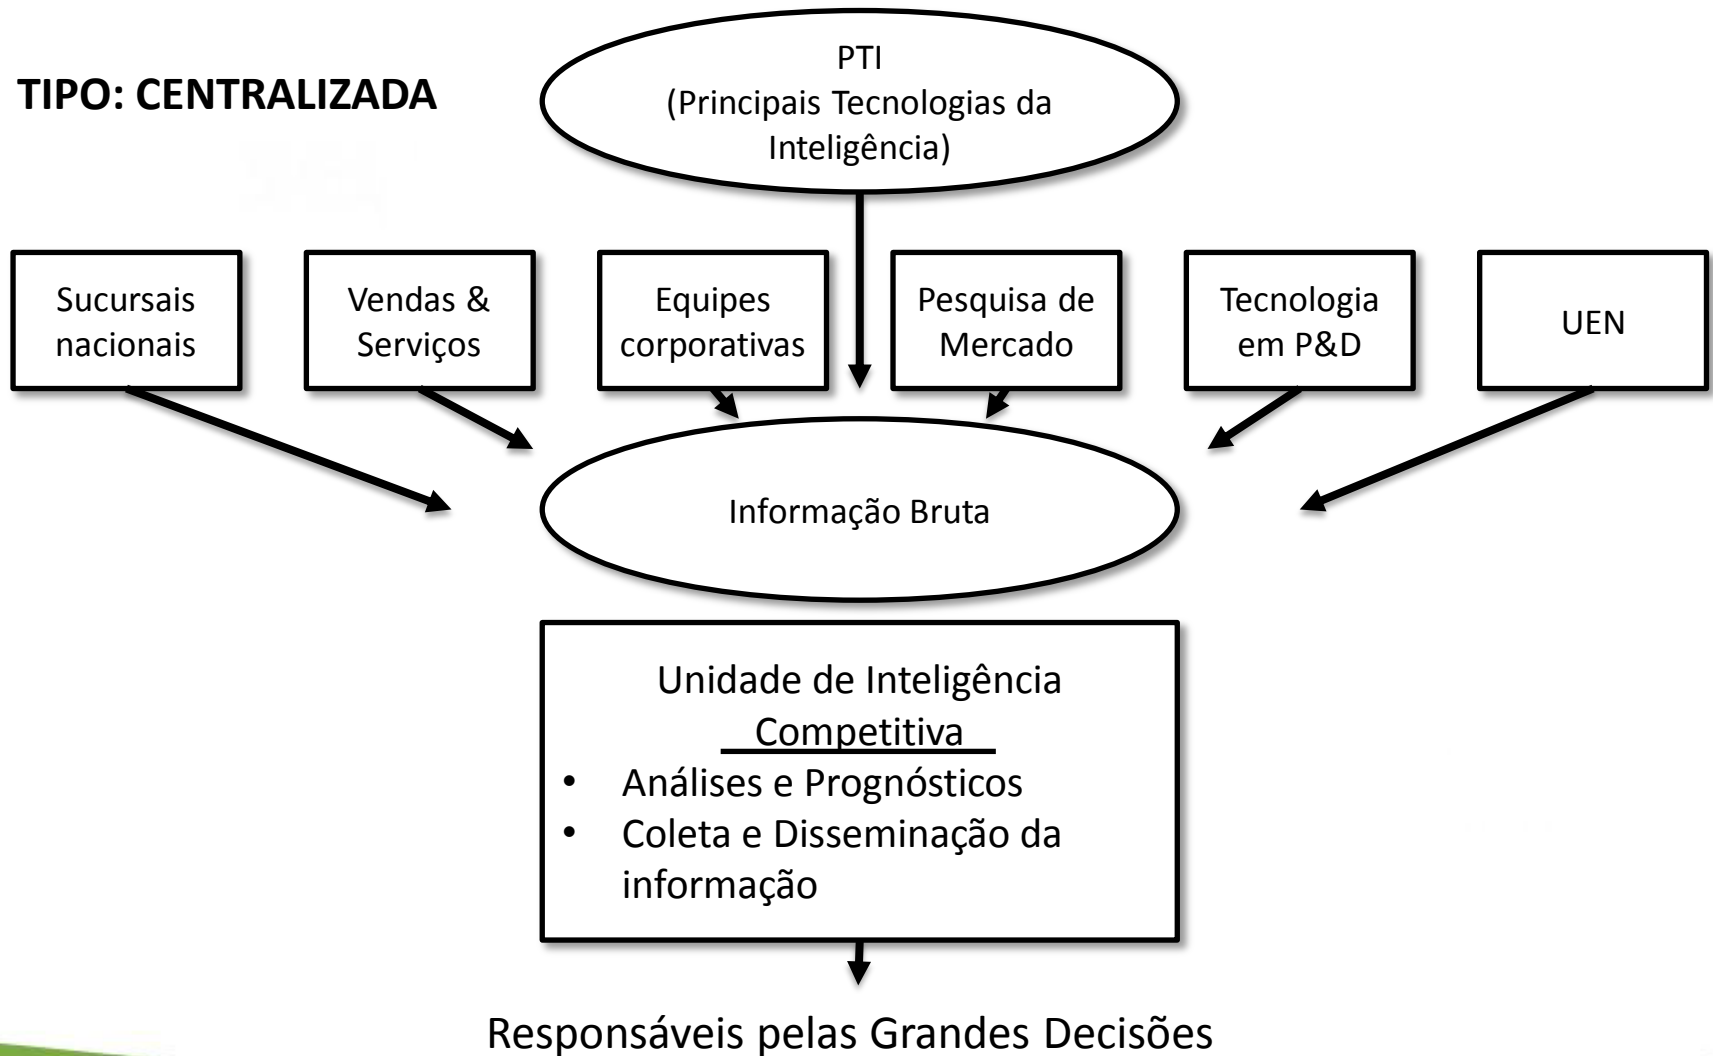 TIPO: CENTRALIZADA
PTI
(Principais Tecnologias da
Inteligência)
Sucursais
nacionais
Vendas &
Serviços
Equipes
corporativas
Pesquisa de
Mercado
Tecnologia
em P&D
UEN
Informação Bruta
Unidade de Inteligência
Competitiva
• Análises e Prognósticos
• Coleta e Disseminação da
informação
Responsáveis pelas Grandes Decisões